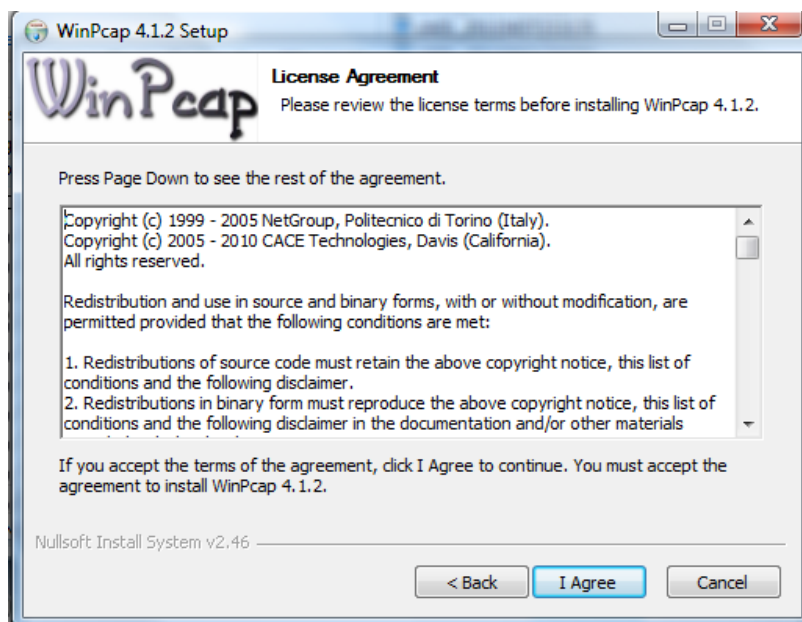 WinPcap 4.1.2 Setup
WinPcap
License Agreement
Please review the license terms before installing WinPcap 4.1.2.
Press Page Down to see the rest of the agreement.
Copyright (c) 1999 - 2005 NetGroup, Politecnico di Torino (Italy).
Copyright (c) 2005 - 2010 CACE Technologies, Davis (California).
All rights reserved.
Redistribution and use in source and binary forms, with or without modification, are
permitted provided that the following conditions are met:
1. Redistributions of source code must retain the above copyright notice, this list of
conditions and the following disclaimer.
2. Redistributions in binary form must reproduce the above copyright notice, this list of
conditions and the following disclaimer in the documentation and/or other materials
If you accept the terms of the agreement, click I Agree to continue. You must accept the
agreement to install WinPcap 4.1.2.
Nullsoft Install System v2.46
< Back
I Agree
Cancel